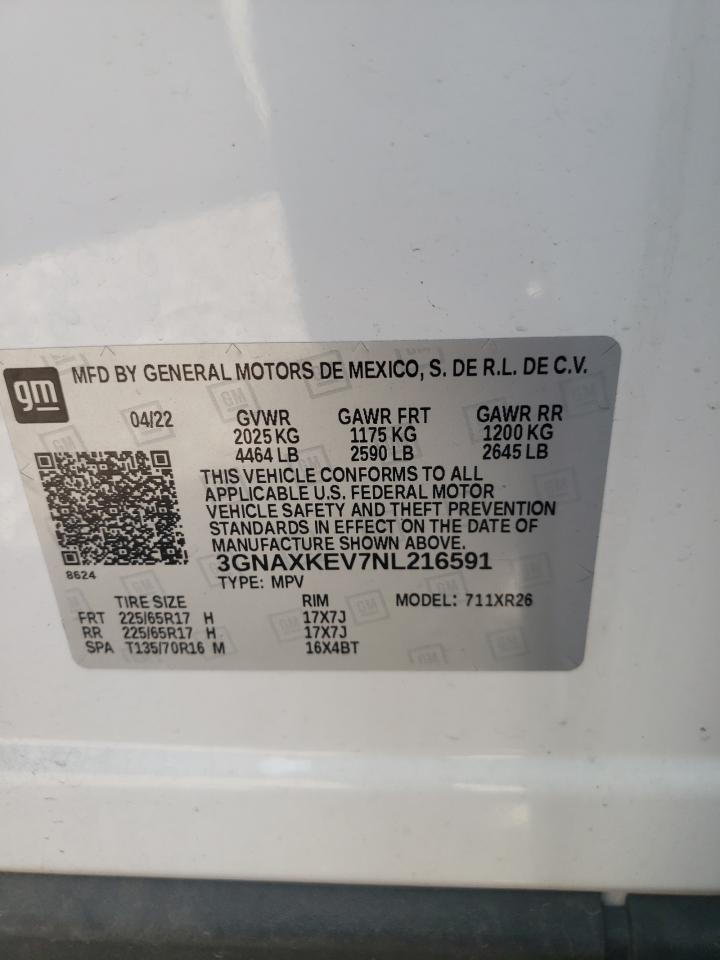 gm
MFD BY GENERAL MOTORS DE MEXICO, S. DE R.L. DE C.V.
04/22 GVWR GAWR FRT GAWR RR
2025 KG 1175 KG 1200 KG
4464 LB 2590 LB 2645 LB
THIS VEHICLE CONFORMS TO ALL
APPLICABLE U.S. FEDERAL MOTOR
VEHICLE SAFETY AND THEFT PREVENTION
STANDARDS IN EFFECT ON THE DATE OF
MANUFACTURE SHOWN ABOVE.
8624
3GNAXKEV7NL216591
TYPE: MPV
TIRE SIZE RIM MODEL: 711XR26
FRT 225/65R17 H 17X7J
RR 225/65R17 H 17X7J
SPA T135/70R16 M 16X4BT